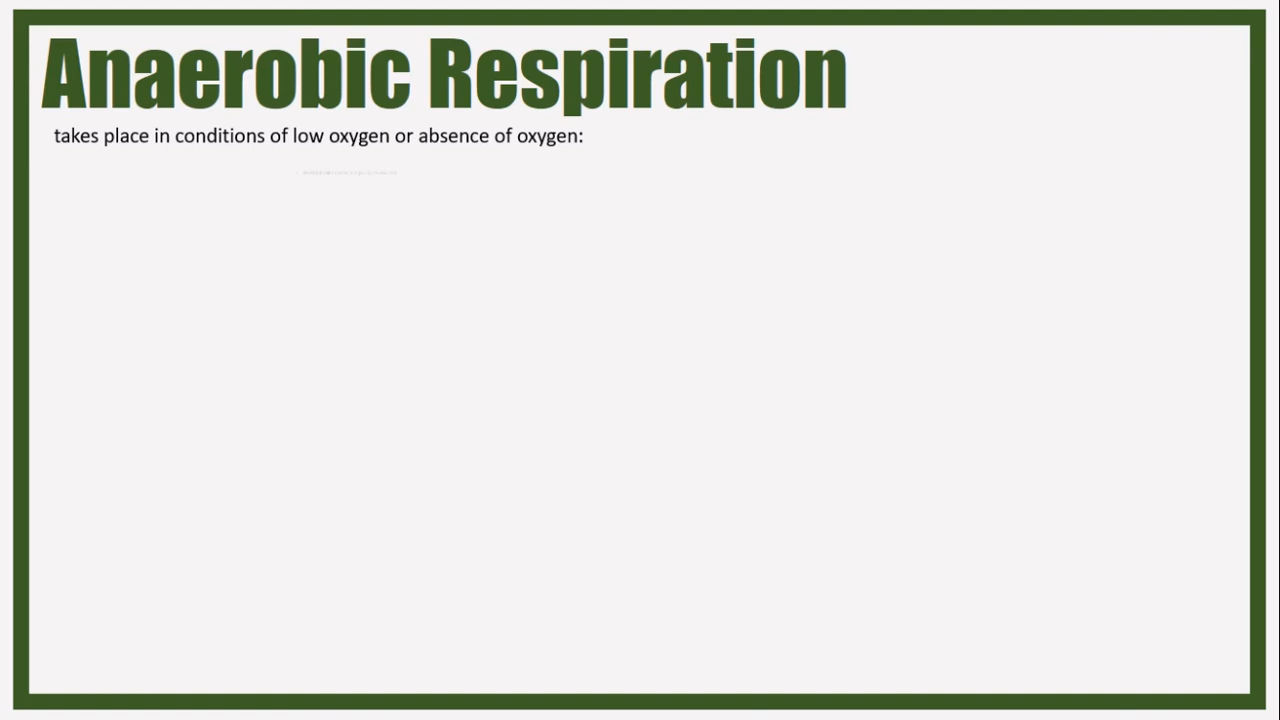 Anaerobic Respiration
takes place in conditions of low oxygen or absence of oxygen: